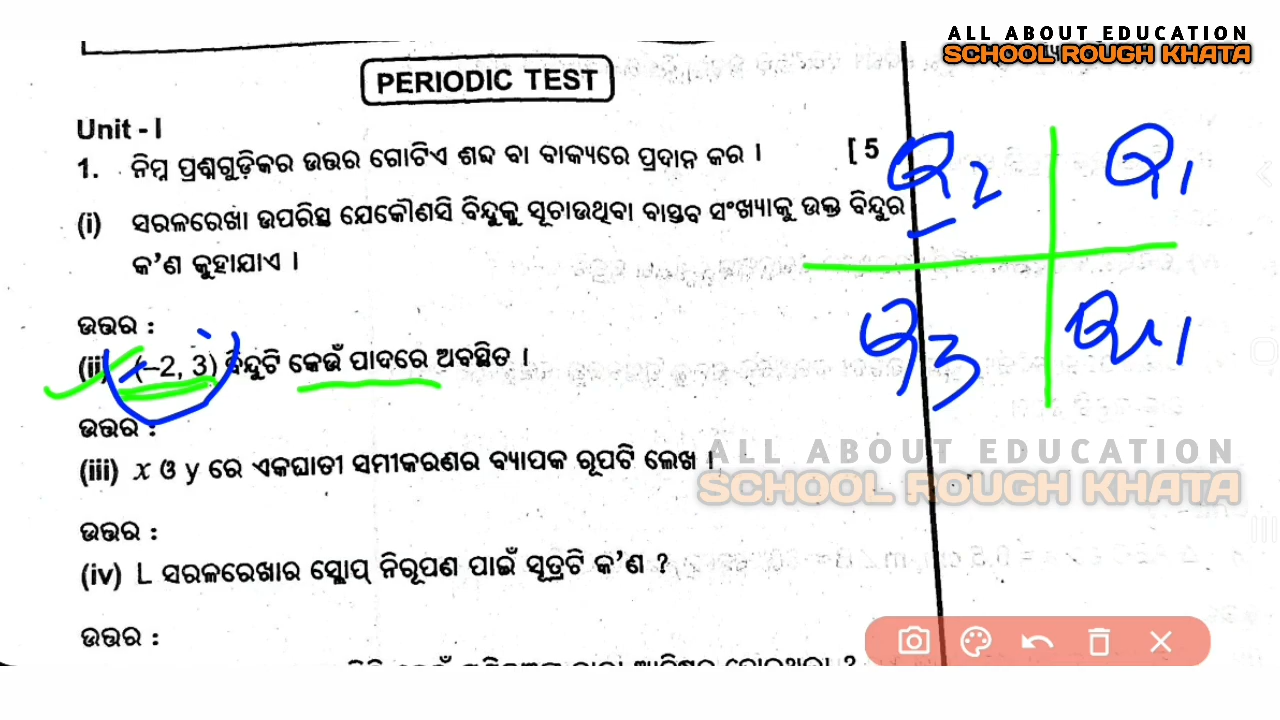 ALL ABOUT EDUCATION
SCHOOL ROUGH KHATA
PERIODIC TEST
Unit - I
1. ନିମ୍ନ ପ୍ରଶ୍ନଗୁଡ଼ିକର ଉତ୍ତର ଗୋଟିଏ ଶବ୍ଦ ବା ବାକ୍ୟରେ ପ୍ରଦାନ କର । [ 5
(i) ସରଳରେଖା ଉପରିସ୍ଥ ଯେକୌଣସି ବିନ୍ଦୁକୁ ସୂଚାଉଥିବା ବାସ୍ତବ ସଂଖ୍ୟାକୁ ଉକ୍ତ ବିନ୍ଦୁର
କ'ଣ କୁହାଯାଏ ।
ଉତ୍ତର :
(ii) (–2, 3) ବିନ୍ଦୁଟି କେଉଁ ପାଦରେ ଅବସ୍ଥିତ ।
ଉତ୍ତର :
(iii) x ଓ y ରେ ଏକଘାତୀ ସମୀକରଣର ବ୍ୟାପକ ରୂପଟି ଲେଖ ।
ଉତ୍ତର :
(iv) L ସରଳରେଖାର ସ୍ଲୋପ୍ ନିରୂପଣ ପାଇଁ ସୂତ୍ରଟି କ'ଣ ?
ଉତ୍ତର :
Q2 Q1
Q3
ALL ABOUT EDUCATION
SCHOOL ROUGH KHATA